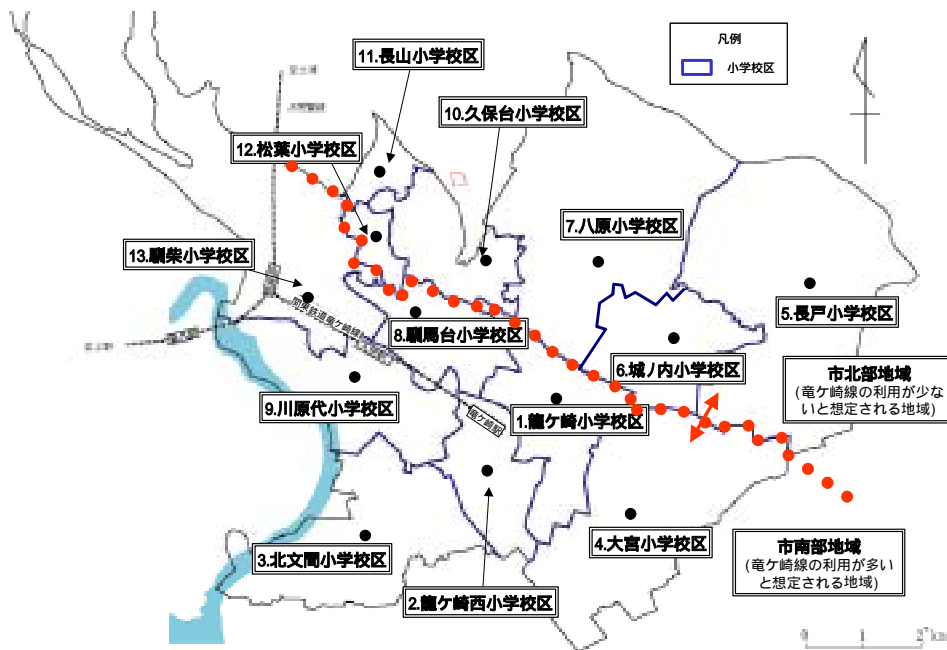 凡例
小学校区
11.長山小学校区
10.久保台小学校区
12.松葉小学校区
7.八原小学校区
13.馴柴小学校区
関東鉄道竜ケ崎線
5.長戸小学校区
8.馴馬台小学校区
6.城ノ内小学校区
市北部地域
(竜ケ崎線の利用が少な
いと想定される地域)
9.川原代小学校区
1.龍ケ崎小学校区
竜ケ崎駅
3.北文間小学校区
4.大宮小学校区
市南部地域
(竜ケ崎線の利用が多い
と想定される地域)
2.龍ケ崎西小学校区
0 1 2 km